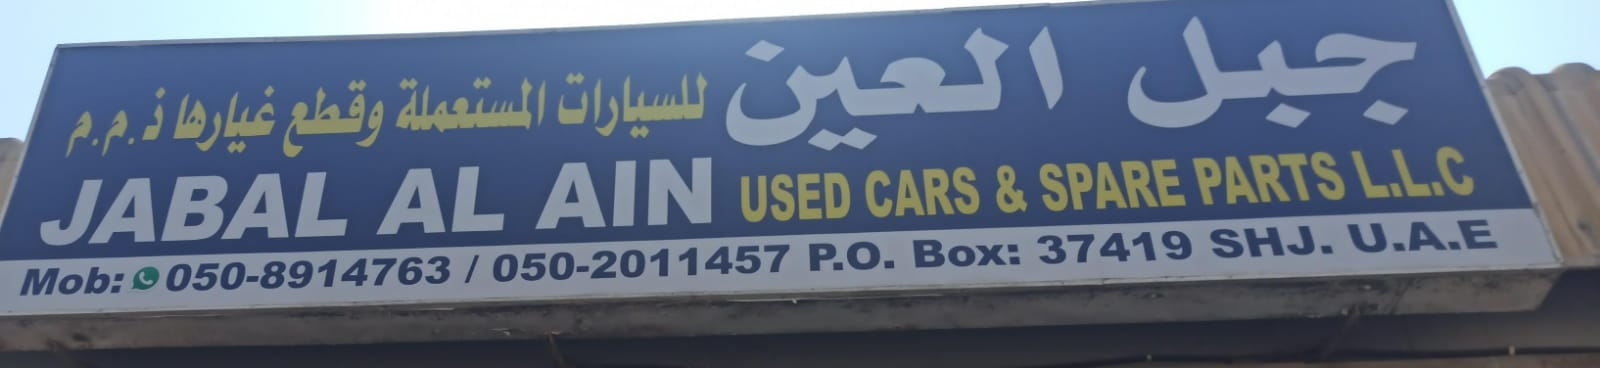 جبل العين للسيارات المستعملة وقطع غيارها ذ.م.م
JABAL AL AIN USED CARS & SPARE PARTS L.L.C
Mob: 050-8914763 / 050-2011457 P.O. Box: 37419 SHJ. U.A.E